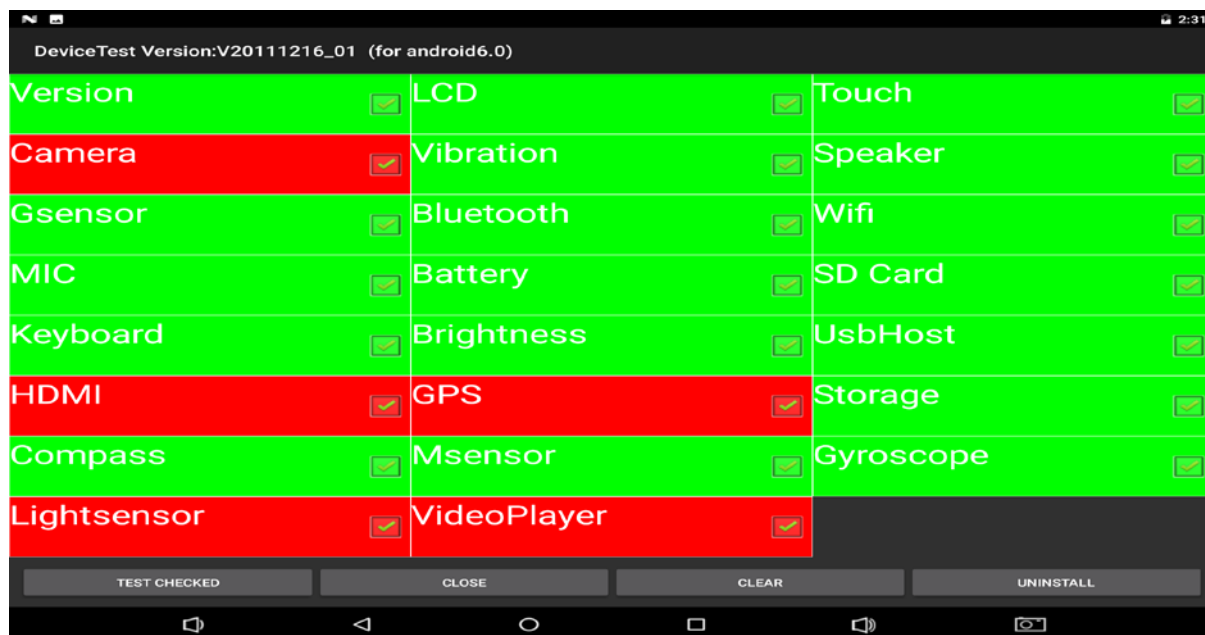 2:31
DeviceTest Version:V20111216_01 (for android6.0)
Version LCD Touch
Camera Vibration Speaker
Gsensor Bluetooth Wifi
MIC Battery SD Card
Keyboard Brightness UsbHost
HDMI GPS Storage
Compass Msensor Gyroscope
Lightsensor VideoPlayer
TEST CHECKED CLOSE CLEAR UNINSTALL